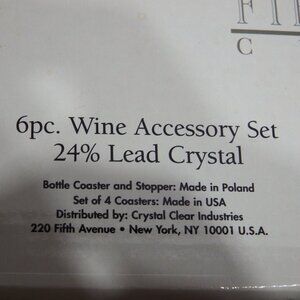 FI
C
6pc. Wine Accessory Set
24% Lead Crystal
Bottle Coaster and Stopper: Made in Poland
Set of 4 Coasters: Made in USA
Distributed by: Crystal Clear Industries
220 Fifth Avenue • New York, NY 10001 U.S.A.